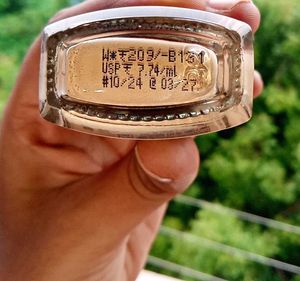 W*₹209/-B131
USP ₹ 7.74/ml
#10/24 @ 03/27